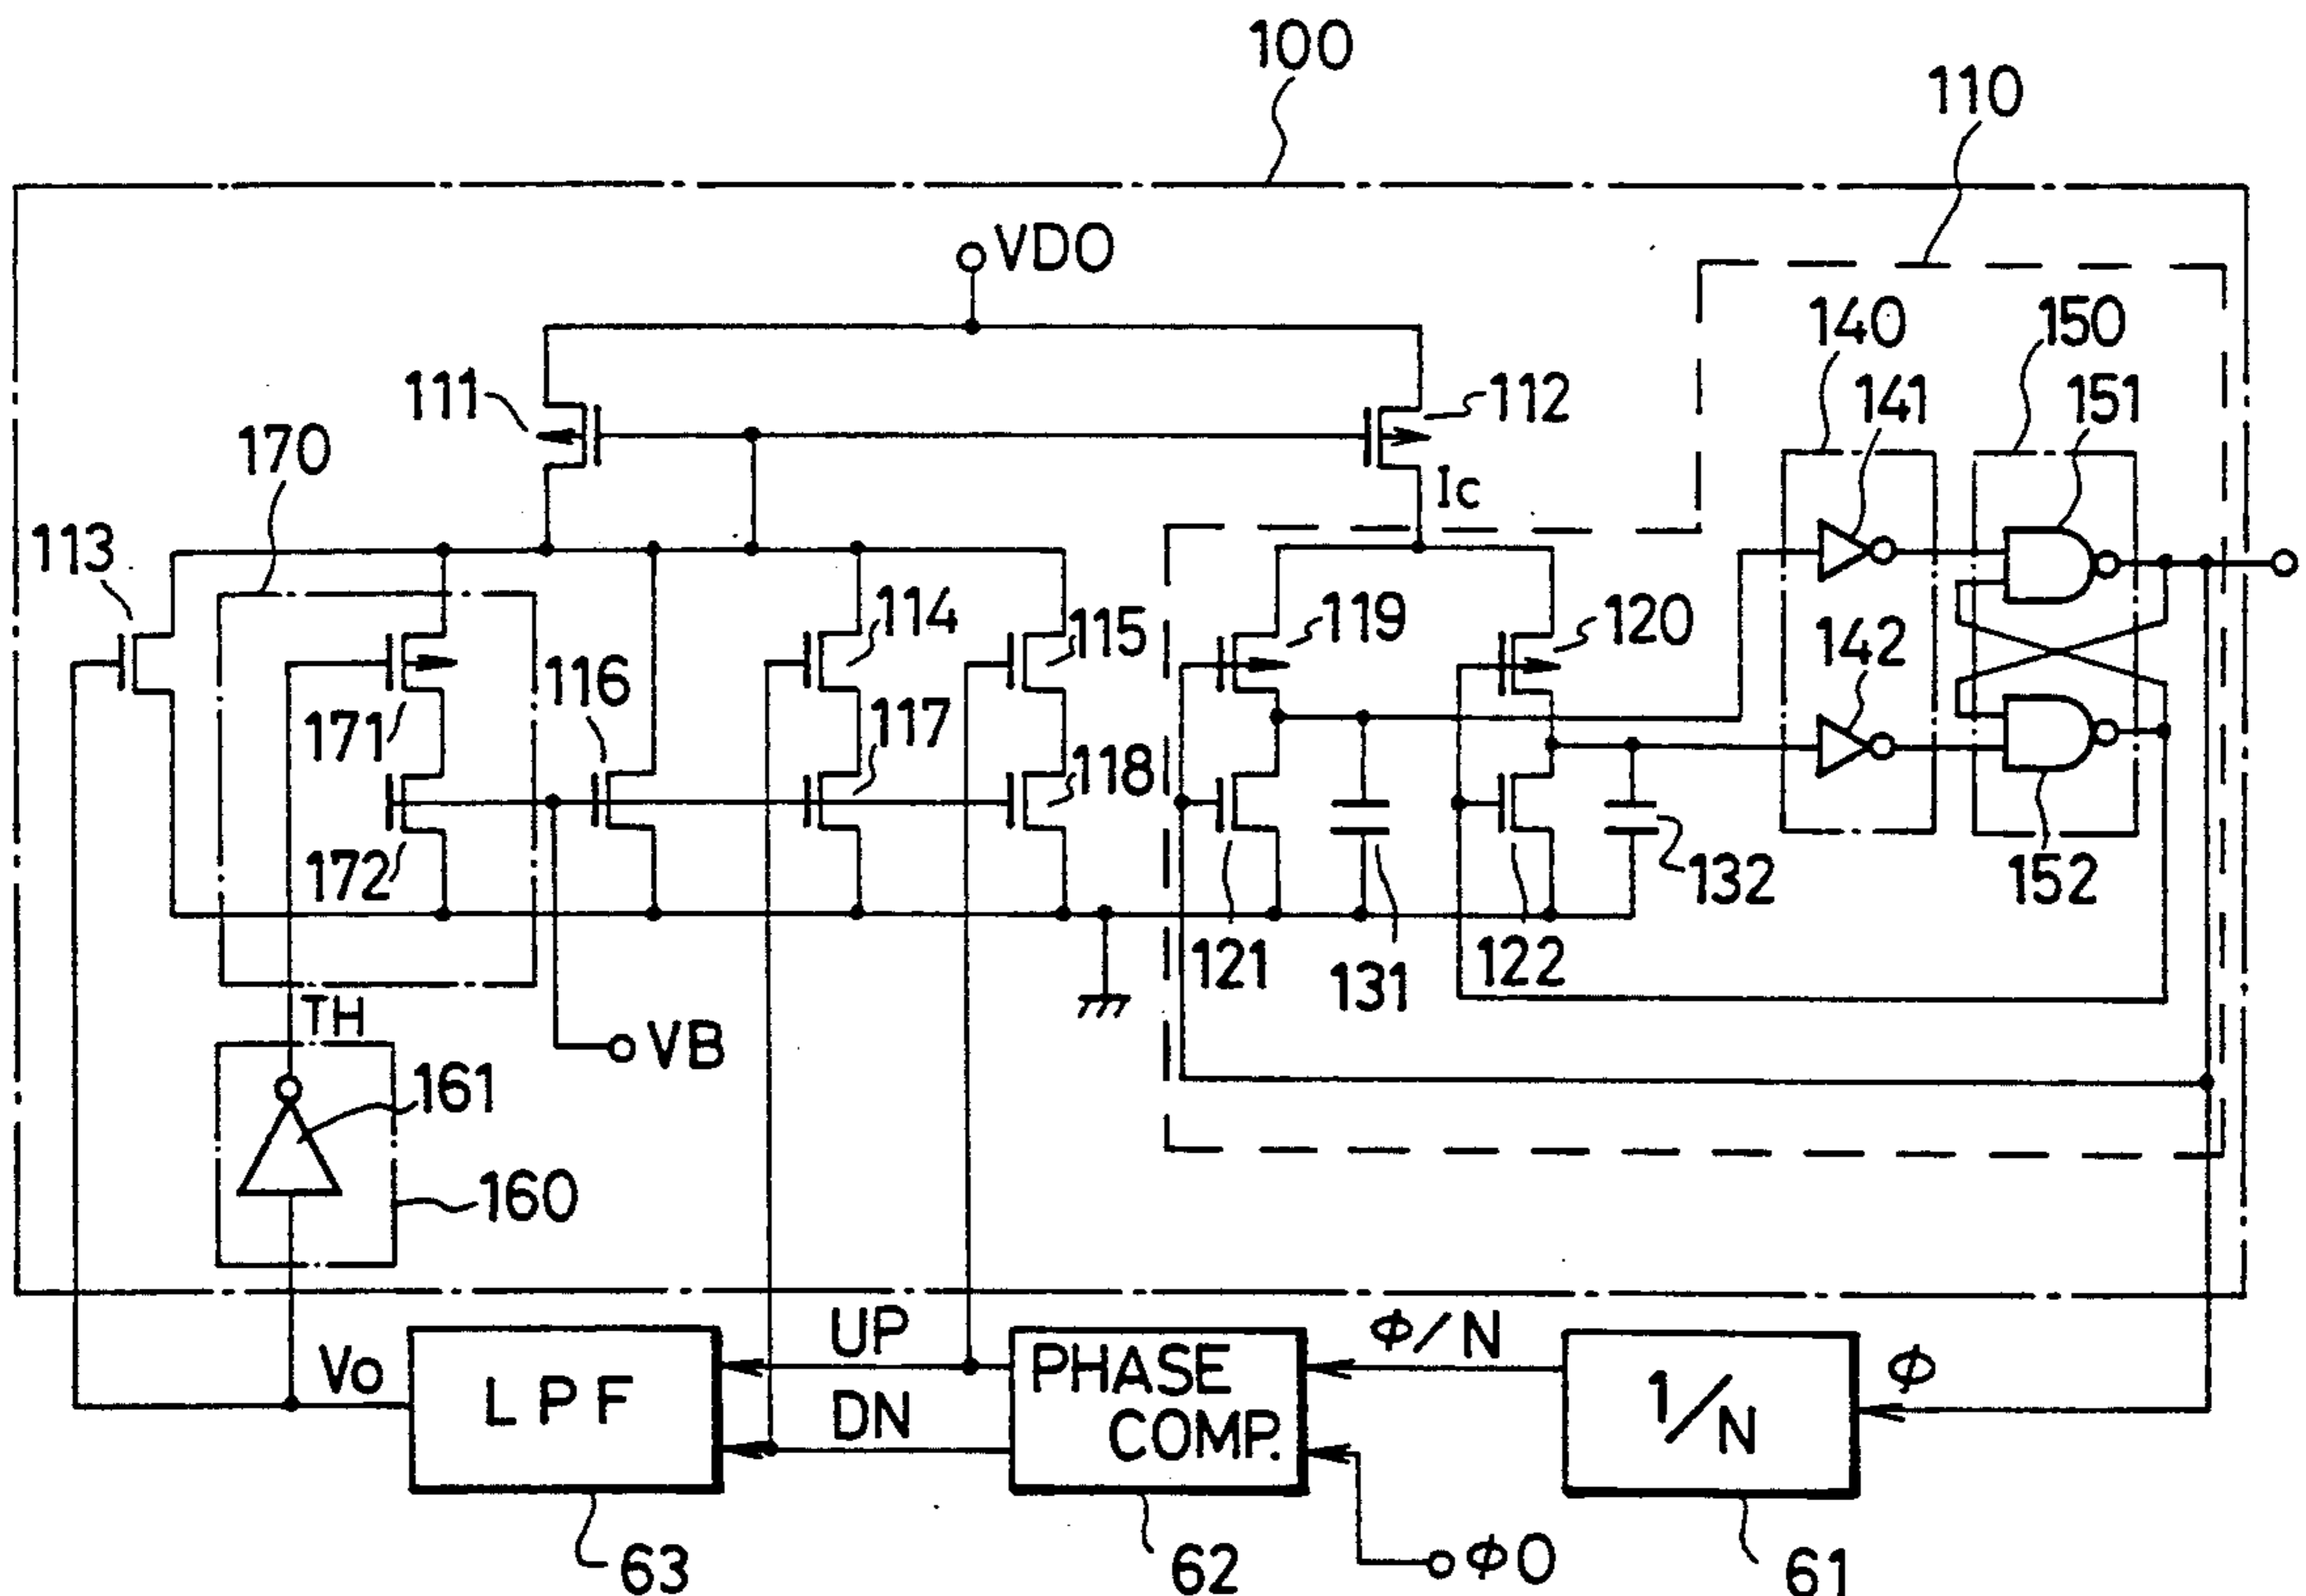 100
110
VDO
140
150
141
151
111
112
170
Ic
113
114
115
119
120
116
142
171
117
118
172
132
152
121
131
122
TH
VB
161
160
UP
Φ/N
Vo
LPF
PHASE
COMP.
1/N
Φ
DN
ΦO
63
62
61